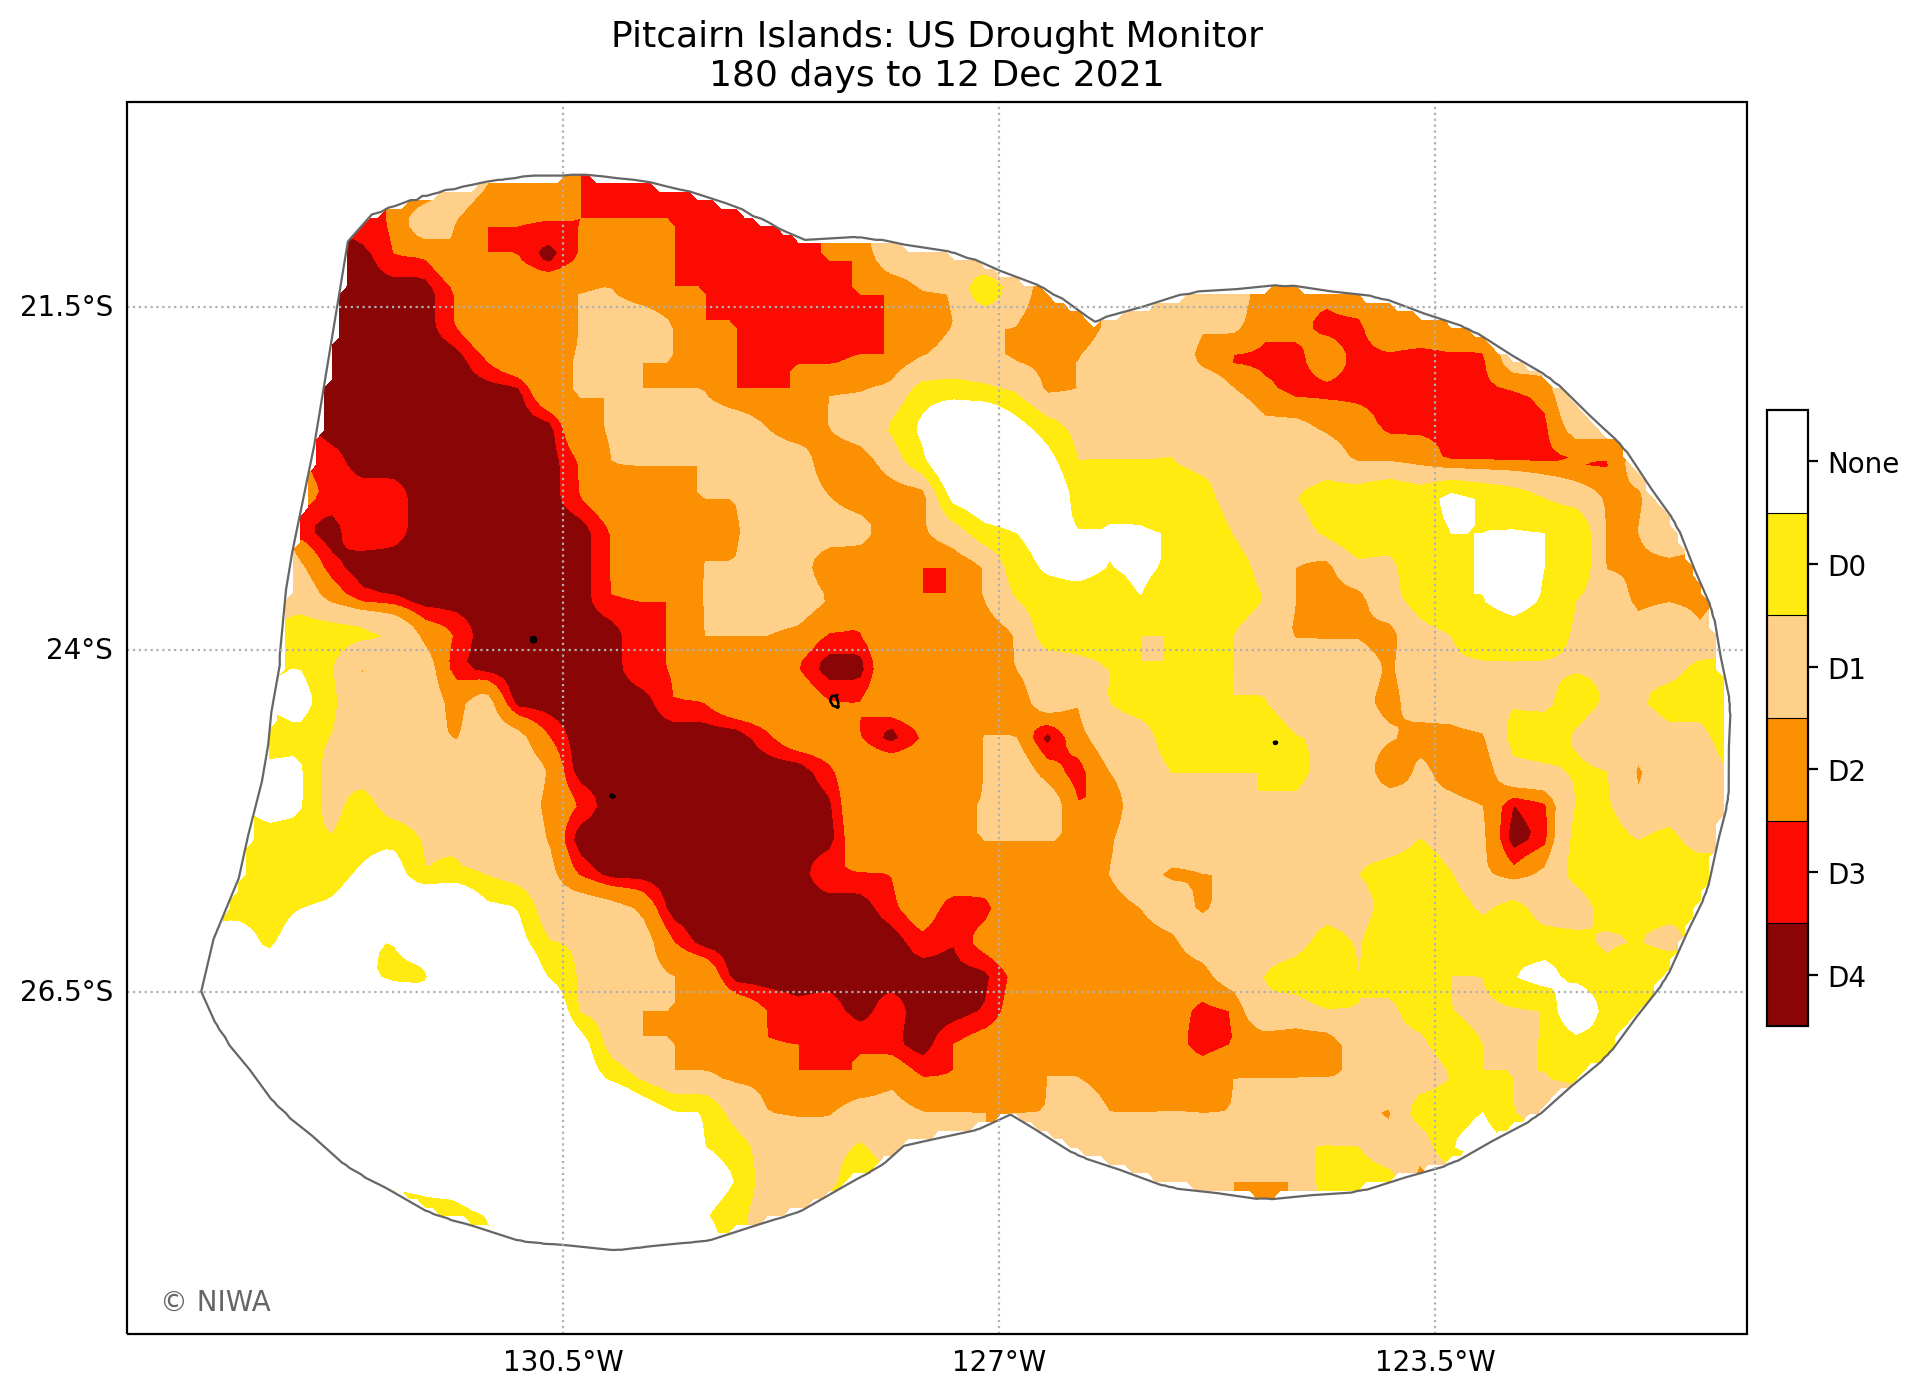 Pitcairn Islands: US Drought Monitor
180 days to 12 Dec 2021
21.5°S
24°S
26.5°S
130.5°W
127°W
123.5°W
None
D0
D1
D2
D3
D4
© NIWA